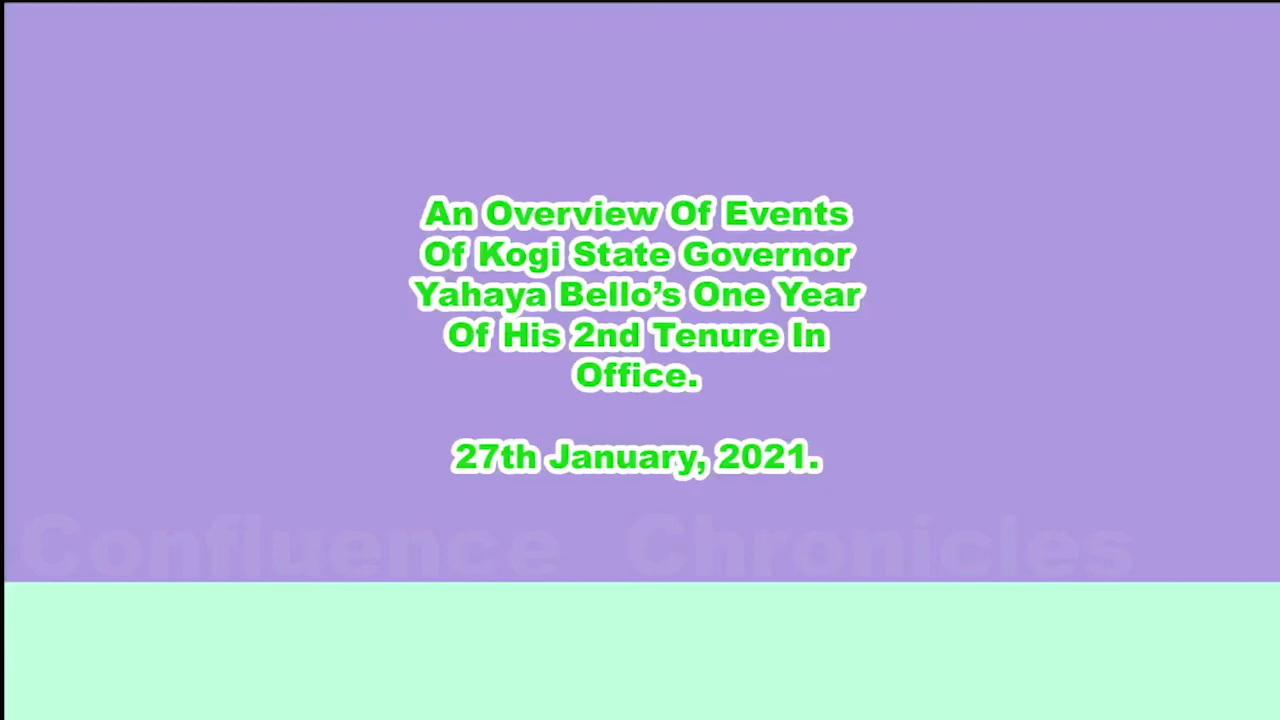 An Overview Of Events
Of Kogi State Governor
Yahaya Bello’s One Year
Of His 2nd Tenure In
Office.
27th January, 2021.
Confluence Chronicles